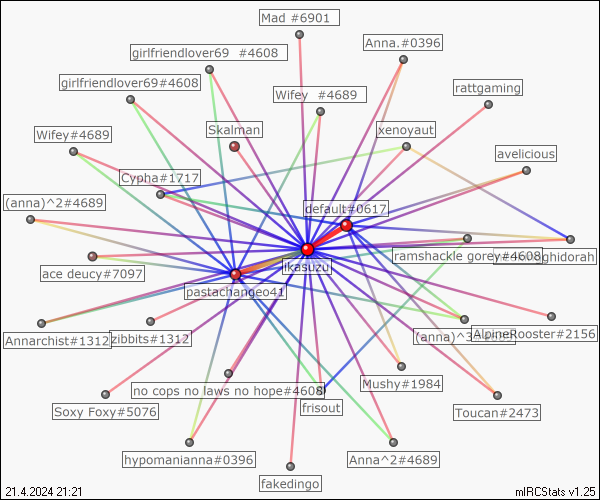 Mad #6901
Anna.#0396
girlfriendlover69 #4608
girlfriendlover69#4608
rattgaming
Wifey #4689
Wifey#4689
Skalman
xenoyaut
avelicious
Cypha#1717
(anna)^2#4689
default#0617
ramshackle gorey#4608
ghidorah
ikasuzu
ace deucy#7097
pastachangeo41
Annarchist#1312
zibbits#1312
AlpineRooster#2156
no cops no laws no hope#4608
Mushy#1984
frisout
Soxy Foxy#5076
Toucan#2473
hypomanianna#0396
Anna^2#4689
fakedingo
21.4.2024 21:21
mIRCStats v1.25